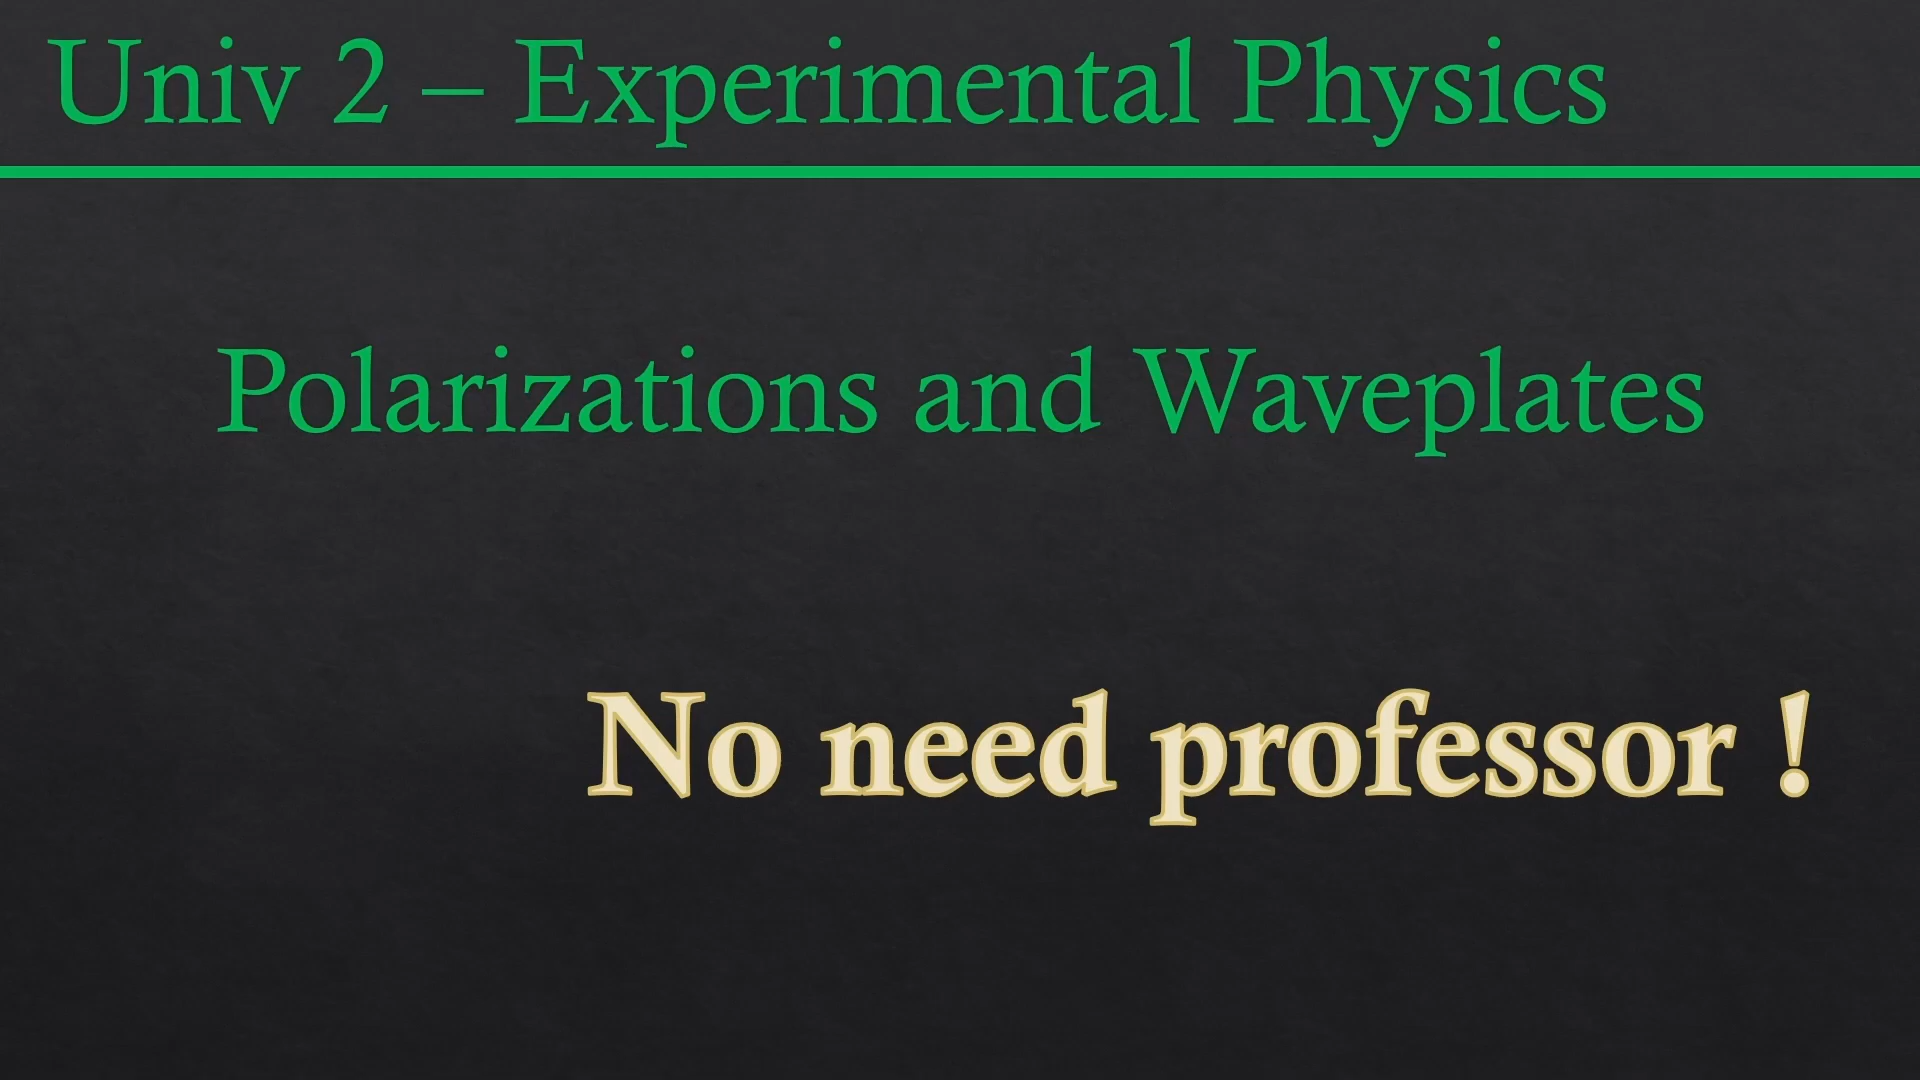 Univ 2 – Experimental Physics
Polarizations and Waveplates
No need professor !